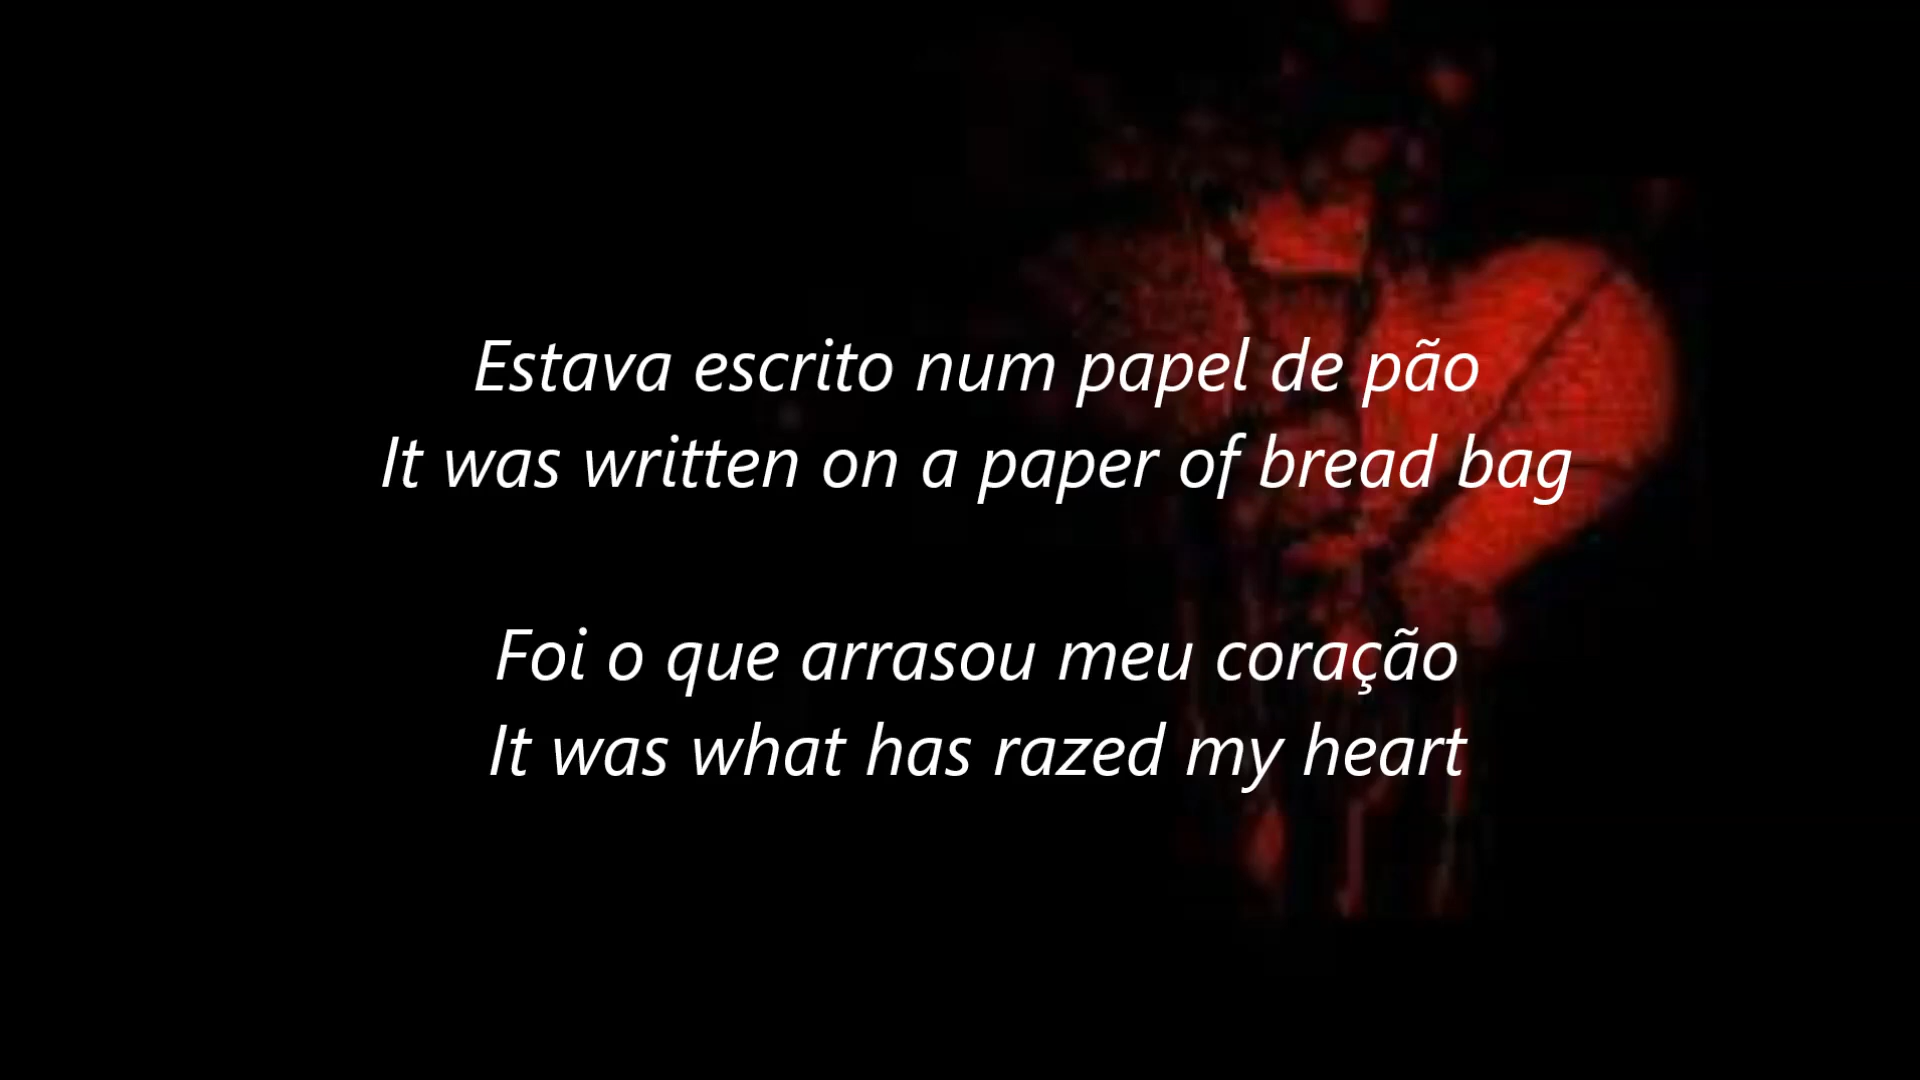 Estava escrito num papel de pão
It was written on a paper of bread bag
Foi o que arrasou meu coração
It was what has razed my heart